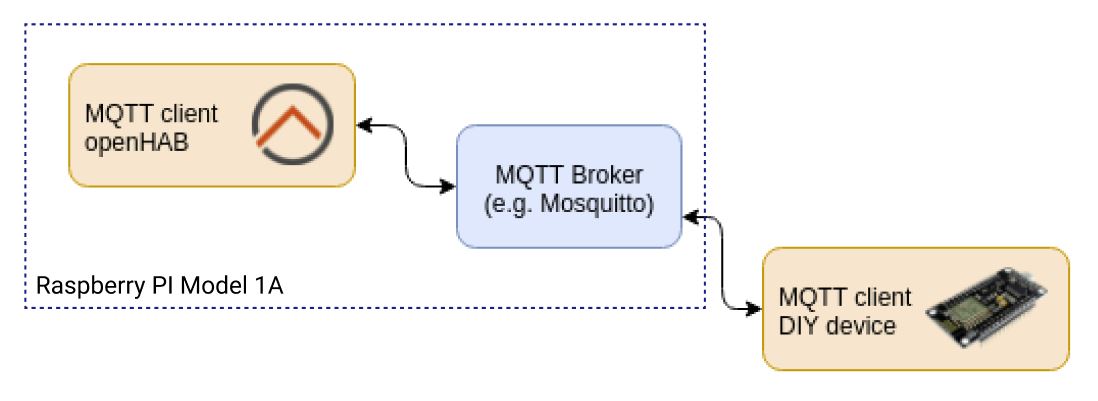 MQTT client
openHAB
MQTT Broker
(e.g. Mosquitto)
Raspberry PI Model 1A
MQTT client
DIY device